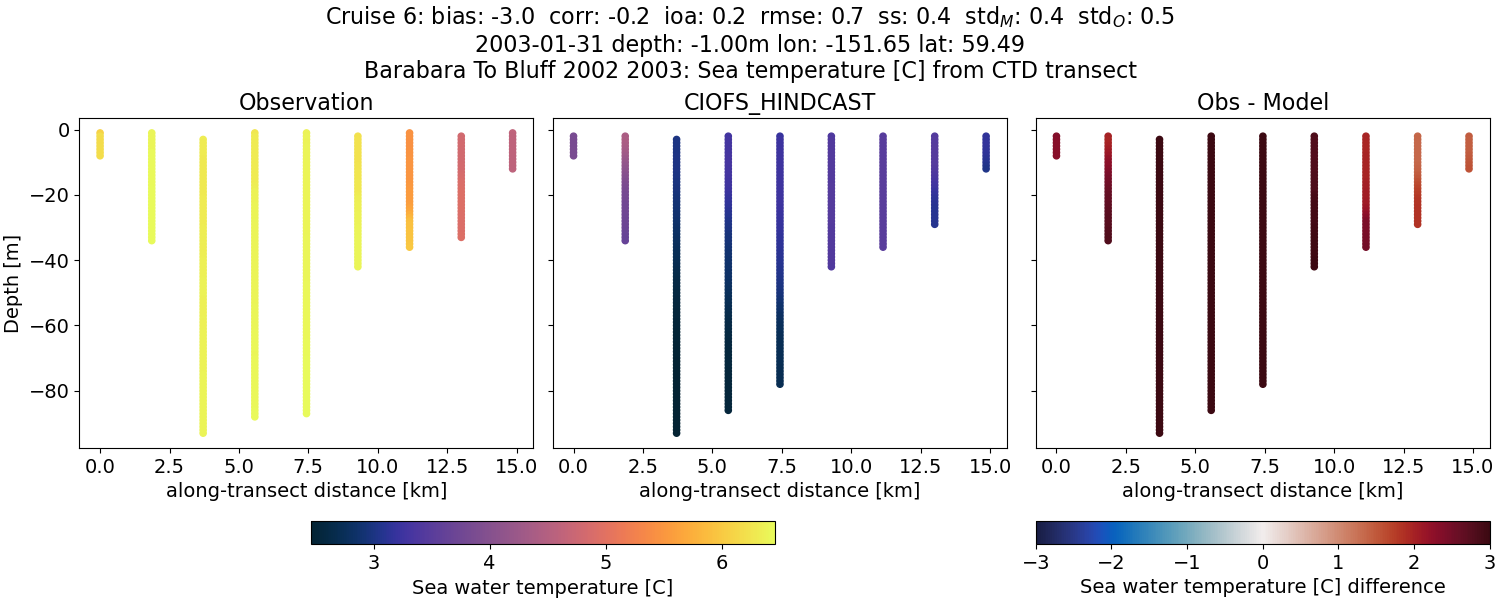 Cruise 6: bias: -3.0  corr: -0.2  ioa: 0.2  rmse: 0.7  ss: 0.4  std_M: 0.4  std_O: 0.5
2003-01-31 depth: -1.00m lon: -151.65 lat: 59.49
Barabara To Bluff 2002 2003: Sea temperature [C] from CTD transect
Observation
CIOFS_HINDCAST
Obs - Model
Depth [m]
0
−20
−40
−60
−80
0.0 2.5 5.0 7.5 10.0 12.5 15.0
along-transect distance [km]
0.0 2.5 5.0 7.5 10.0 12.5 15.0
along-transect distance [km]
0.0 2.5 5.0 7.5 10.0 12.5 15.0
along-transect distance [km]
3 4 5 6
Sea water temperature [C]
−3 −2 −1 0 1 2 3
Sea water temperature [C] difference